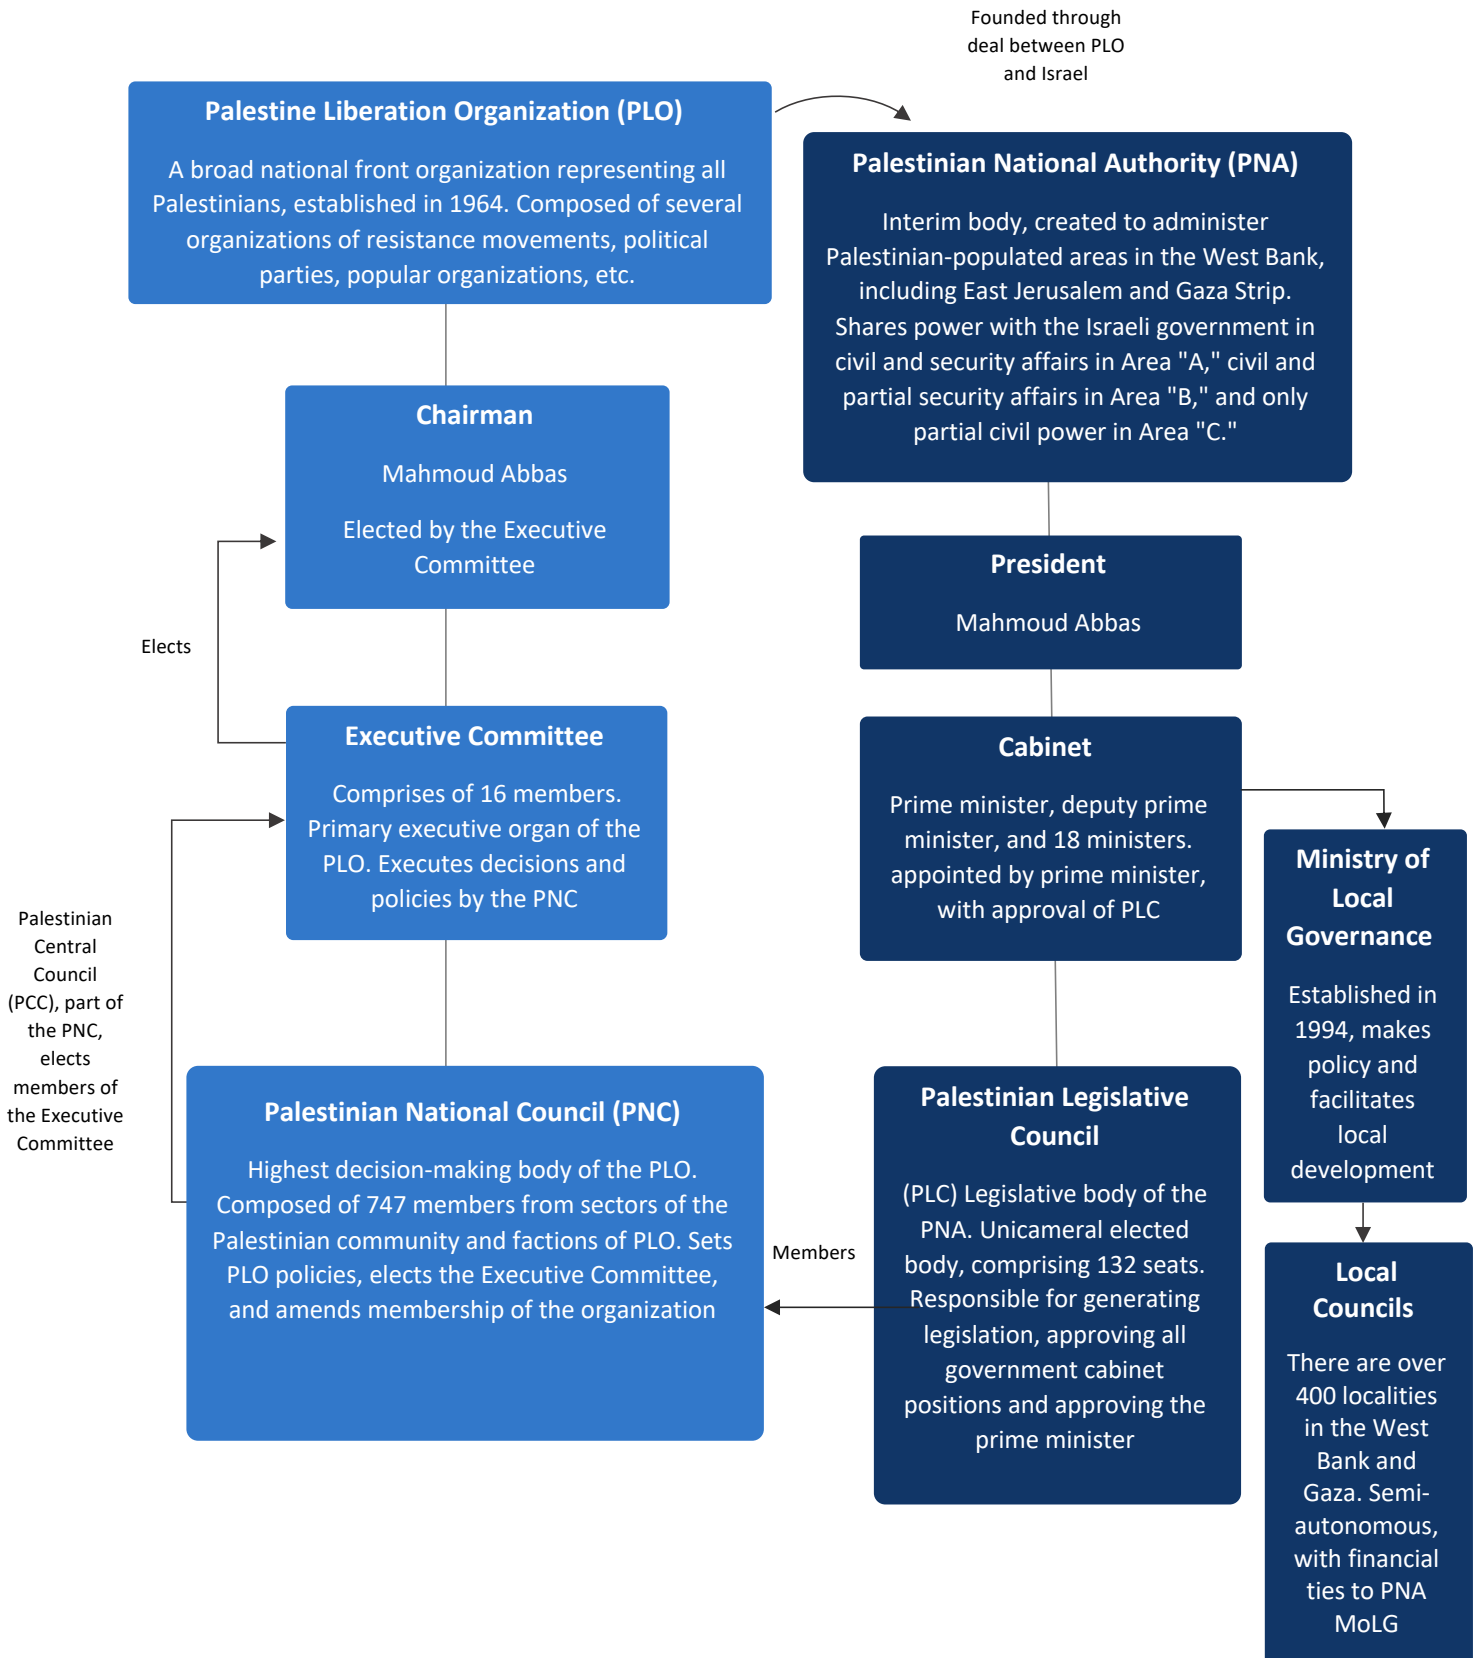 Founded through
deal between PLO
and Israel
Palestine Liberation Organization (PLO)
A broad national front organization representing all
Palestinians, established in 1964. Composed of several
organizations of resistance movements, political
parties, popular organizations, etc.
Palestinian National Authority (PNA)
Interim body, created to administer
Palestinian-populated areas in the West Bank,
including East Jerusalem and Gaza Strip.
Shares power with the Israeli government in
civil and security affairs in Area "A," civil and
partial security affairs in Area "B," and only
partial civil power in Area "C."
Chairman
Mahmoud Abbas
Elected by the Executive
Committee
President
Mahmoud Abbas
Elects
Executive Committee
Comprises of 16 members.
Primary executive organ of the
PLO. Executes decisions and
policies by the PNC
Cabinet
Prime minister, deputy prime
minister, and 18 ministers.
appointed by prime minister,
with approval of PLC
Ministry of
Local
Governance
Established in
1994, makes
policy and
facilitates
local
development
Palestinian
Central
Council
(PCC), part of
the PNC,
elects
members of
the Executive
Committee
Palestinian National Council (PNC)
Highest decision-making body of the PLO.
Composed of 747 members from sectors of the
Palestinian community and factions of PLO. Sets
PLO policies, elects the Executive Committee,
and amends membership of the organization
Members
Palestinian Legislative
Council
(PLC) Legislative body of the
PNA. Unicameral elected
body, comprising 132 seats.
Responsible for generating
legislation, approving all
government cabinet
positions and approving the
prime minister
Local
Councils
There are over
400 localities
in the West
Bank and
Gaza. Semi-
autonomous,
with financial
ties to PNA
MoLG